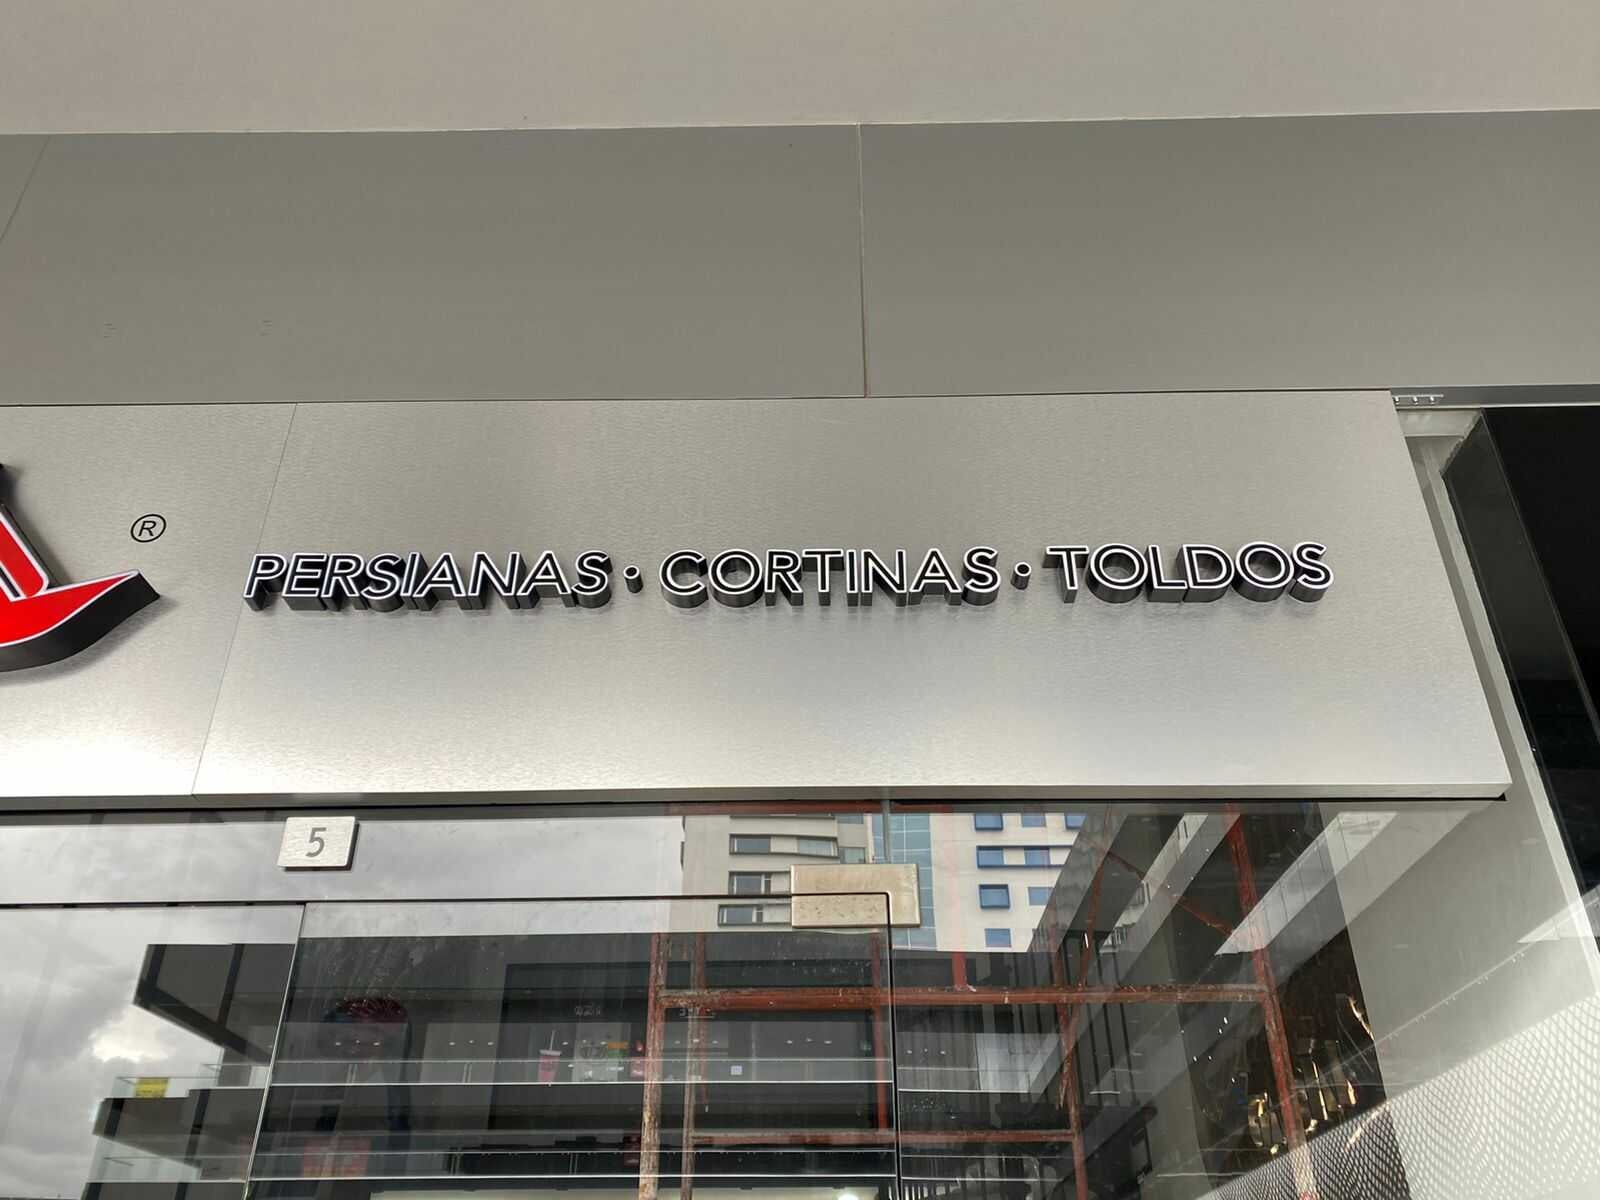 ®
PERSIANAS · CORTINAS · TOLDOS
5